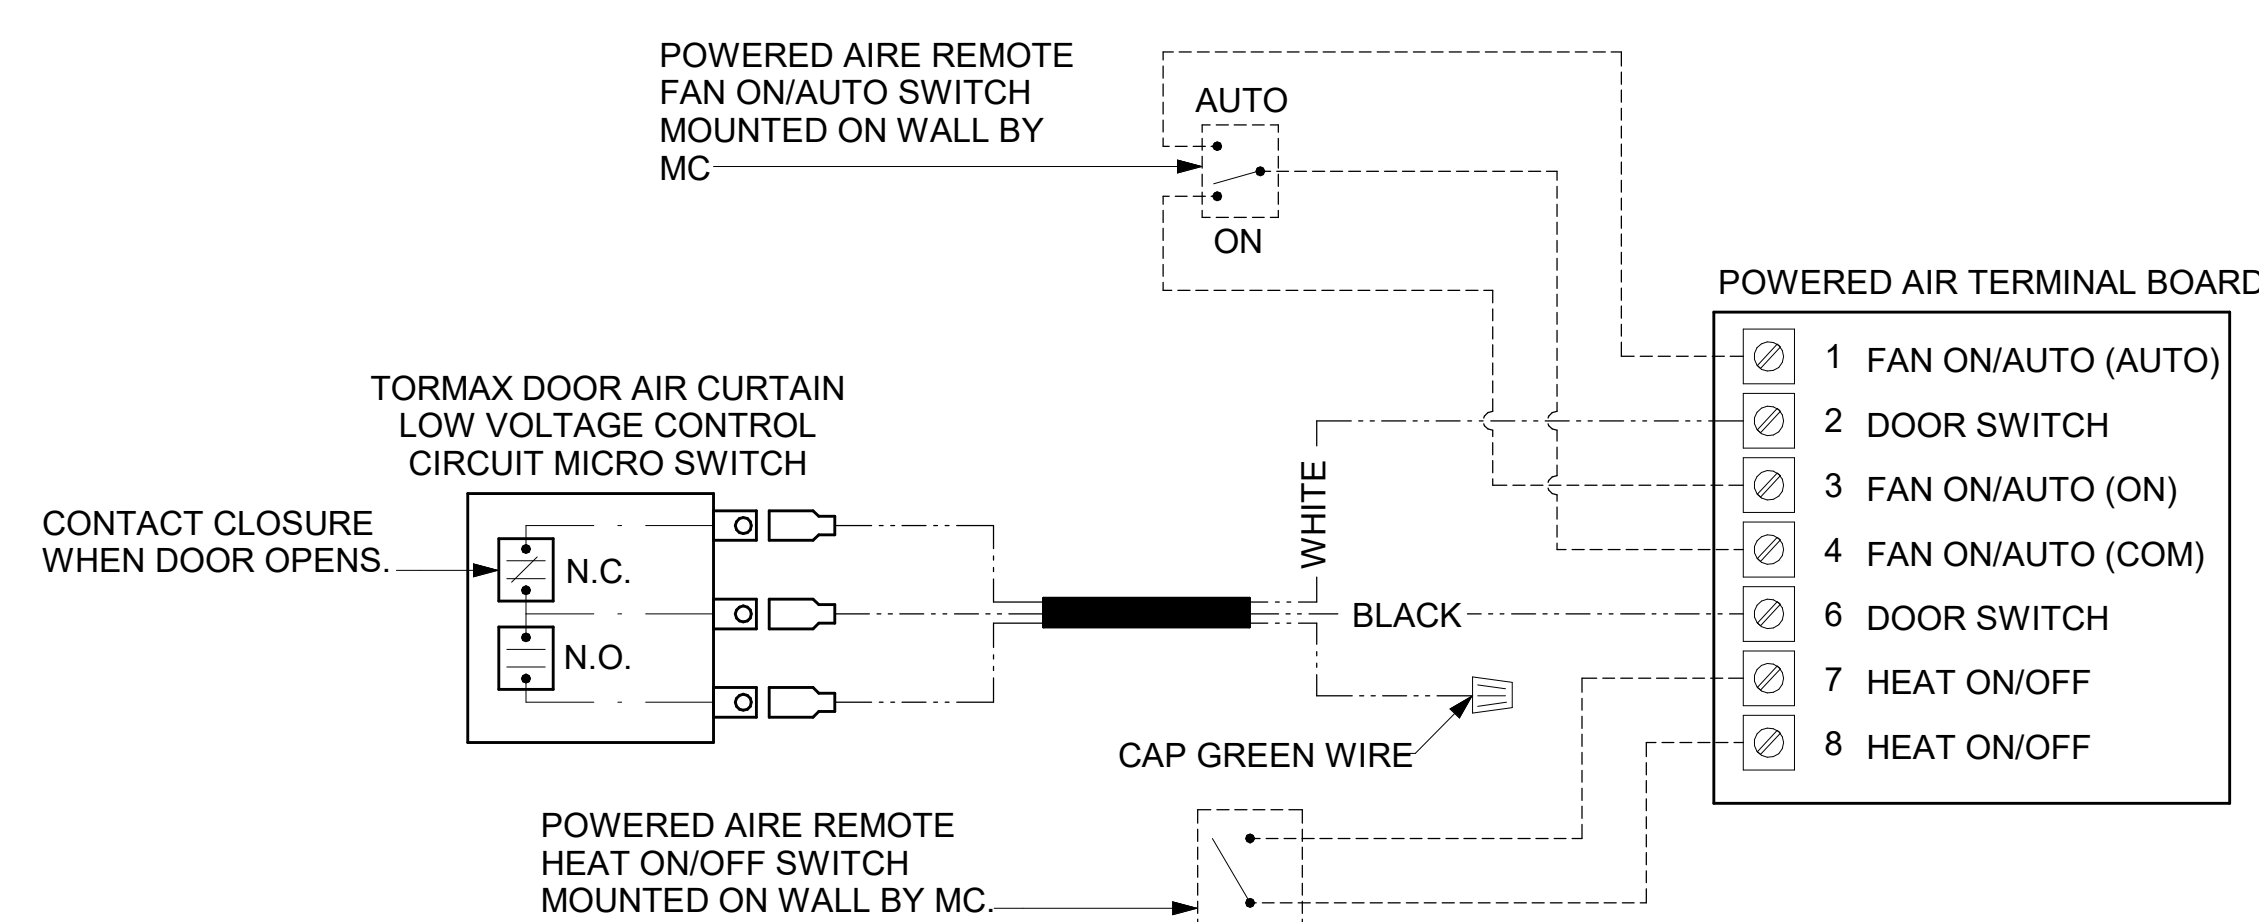 POWERED AIRE REMOTE
FAN ON/AUTO SWITCH
MOUNTED ON WALL BY
MC
AUTO
ON
POWERED AIR TERMINAL BOARD
1 FAN ON/AUTO (AUTO)
2 DOOR SWITCH
3 FAN ON/AUTO (ON)
4 FAN ON/AUTO (COM)
6 DOOR SWITCH
7 HEAT ON/OFF
8 HEAT ON/OFF
TORMAX DOOR AIR CURTAIN
LOW VOLTAGE CONTROL
CIRCUIT MICRO SWITCH
CONTACT CLOSURE
WHEN DOOR OPENS.
N.C.
N.O.
WHITE
BLACK
CAP GREEN WIRE
POWERED AIRE REMOTE
HEAT ON/OFF SWITCH
MOUNTED ON WALL BY MC.